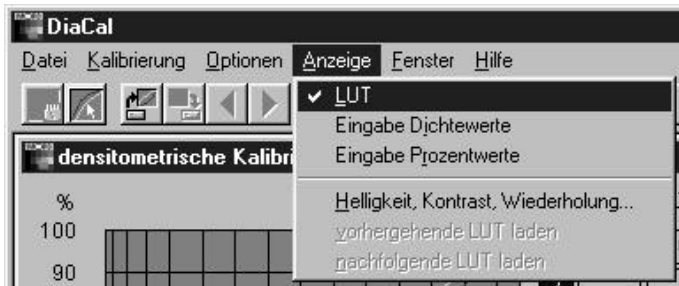 DiaCal
Datei Kalibrierung Optionen Anzeige Fenster Hilfe
LUT
Eingabe Dichtewerte
Eingabe Prozentwerte
Helligkeit, Kontrast, Wiederholung...
vorhergehende LUT laden
nachfolgende LUT laden
densitometrische Kalibri
%
100
90